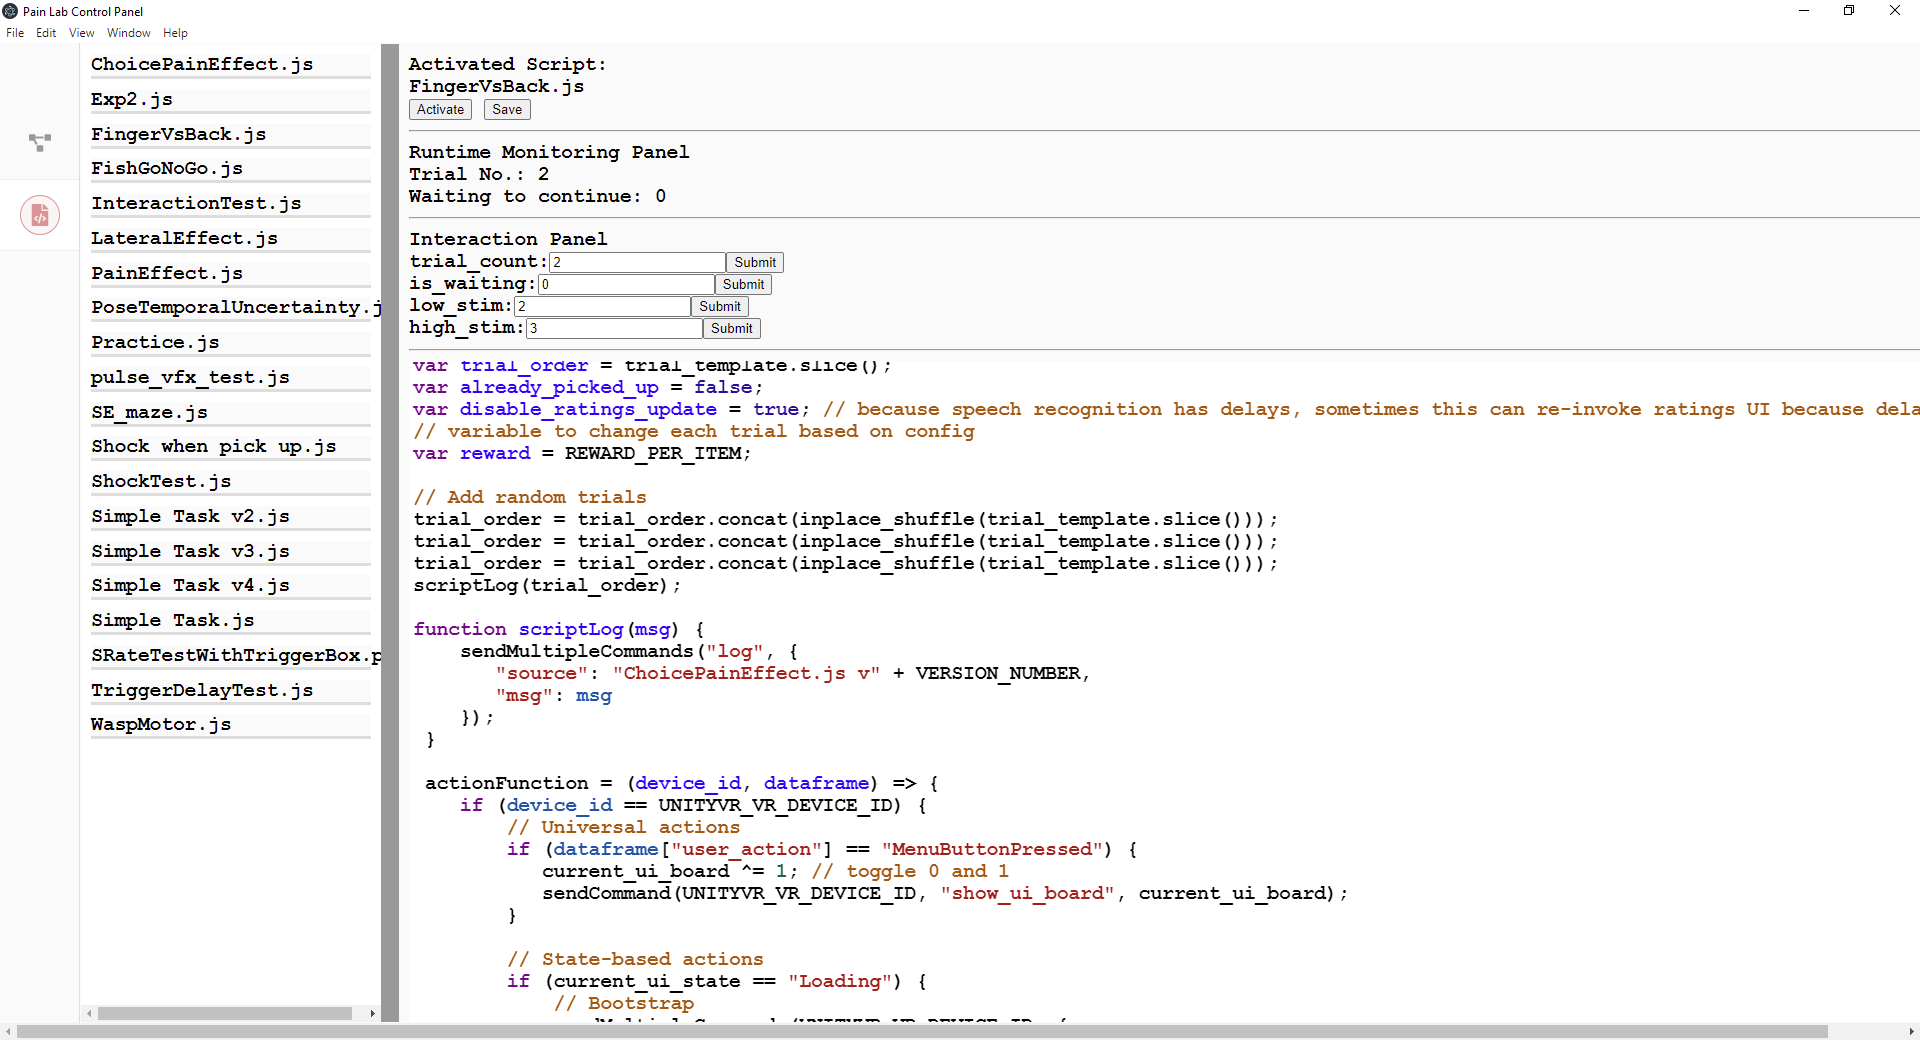 Pain Lab Control Panel
File Edit View Window Help
ChoicePainEffect.js
Exp2.js
FingerVsBack.js
FishGoNoGo.js
InteractionTest.js
LateralEffect.js
PainEffect.js
PoseTemporalUncertainty.j
Practice.js
pulse_vfx_test.js
SE_maze.js
Shock when pick up.js
ShockTest.js
Simple Task v2.js
Simple Task v3.js
Simple Task v4.js
Simple Task.js
SRateTestWithTriggerBox.p
TriggerDelayTest.js
WaspMotor.js
Activated Script:
FingerVsBack.js
Activate Save
Runtime Monitoring Panel
Trial No.: 2
Waiting to continue: 0
Interaction Panel
trial_count: 2 Submit
is_waiting: 0 Submit
low_stim: 2 Submit
high_stim: 3 Submit
var trial_order = trial_template.slice();
var already_picked_up = false;
var disable_ratings_update = true; // because speech recognition has delays, sometimes this can re-invoke ratings UI because dela
// variable to change each trial based on config
var reward = REWARD_PER_ITEM;
// Add random trials
trial_order = trial_order.concat(inplace_shuffle(trial_template.slice()));
trial_order = trial_order.concat(inplace_shuffle(trial_template.slice()));
trial_order = trial_order.concat(inplace_shuffle(trial_template.slice()));
scriptLog(trial_order);
function scriptLog(msg) {
sendMultipleCommands("log", {
"source": "ChoicePainEffect.js v" + VERSION_NUMBER,
"msg": msg
});
}
actionFunction = (device_id, dataframe) => {
if (device_id == UNITYVR_VR_DEVICE_ID) {
// Universal actions
if (dataframe["user_action"] == "MenuButtonPressed") {
current_ui_board ^= 1; // toggle 0 and 1
sendCommand(UNITYVR_VR_DEVICE_ID, "show_ui_board", current_ui_board);
}
// State-based actions
if (current_ui_state == "Loading") {
// Bootstrap